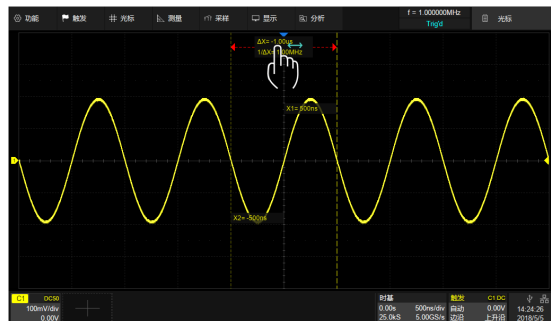 功能 触发 光标 测量 采样 显示 分析 f = 1.000000MHz 光标
Trig'd
ΔX= -1.00us
1/ΔX= 1.00MHz
X1= 500ns
X2= -500ns
C1 DC50
100mV/div
0.00V
时基 触发 C1 DC
0.00s 500ns/div 自动 0.00V 14:24:26
25.0kS 5.00GS/s 边沿 上升沿 2018/5/5